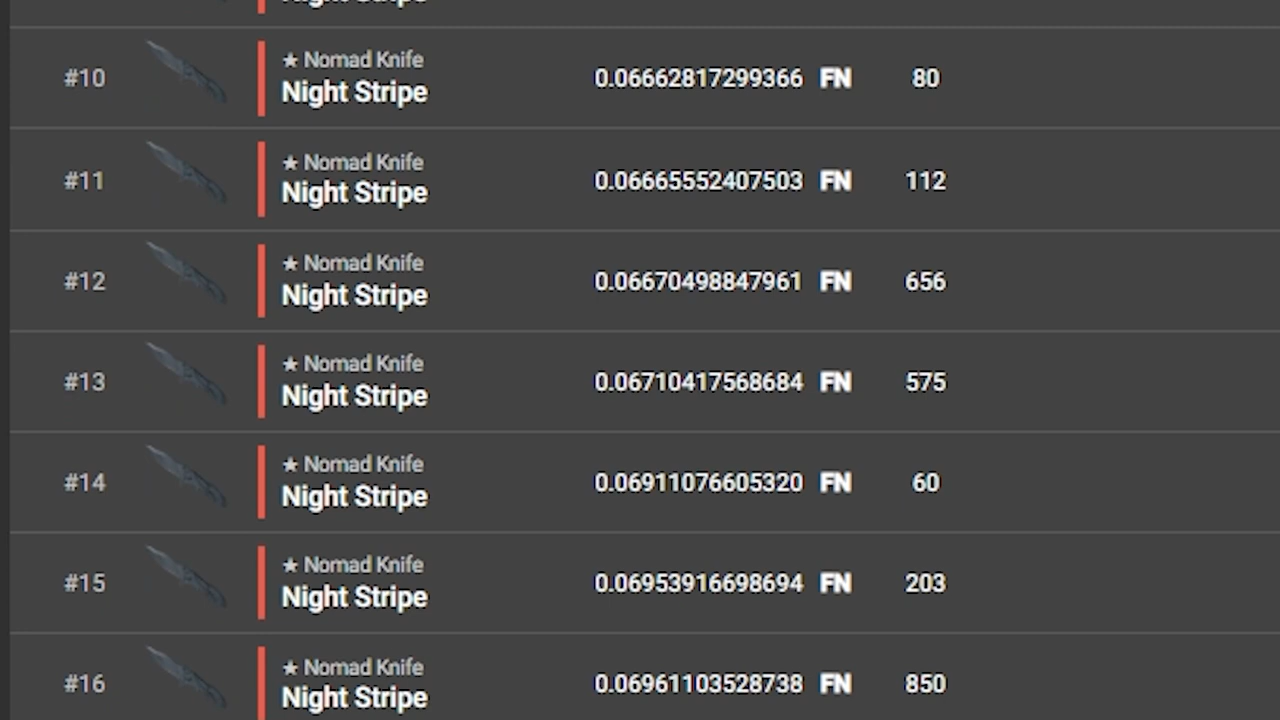 Night Stripe
#10
★ Nomad Knife
Night Stripe
0.06662817299366 FN 80
#11
★ Nomad Knife
Night Stripe
0.06665552407503 FN 112
#12
★ Nomad Knife
Night Stripe
0.06670498847961 FN 656
#13
★ Nomad Knife
Night Stripe
0.06710417568684 FN 575
#14
★ Nomad Knife
Night Stripe
0.06911076605320 FN 60
#15
★ Nomad Knife
Night Stripe
0.06953916698694 FN 203
#16
★ Nomad Knife
Night Stripe
0.06961103528738 FN 850